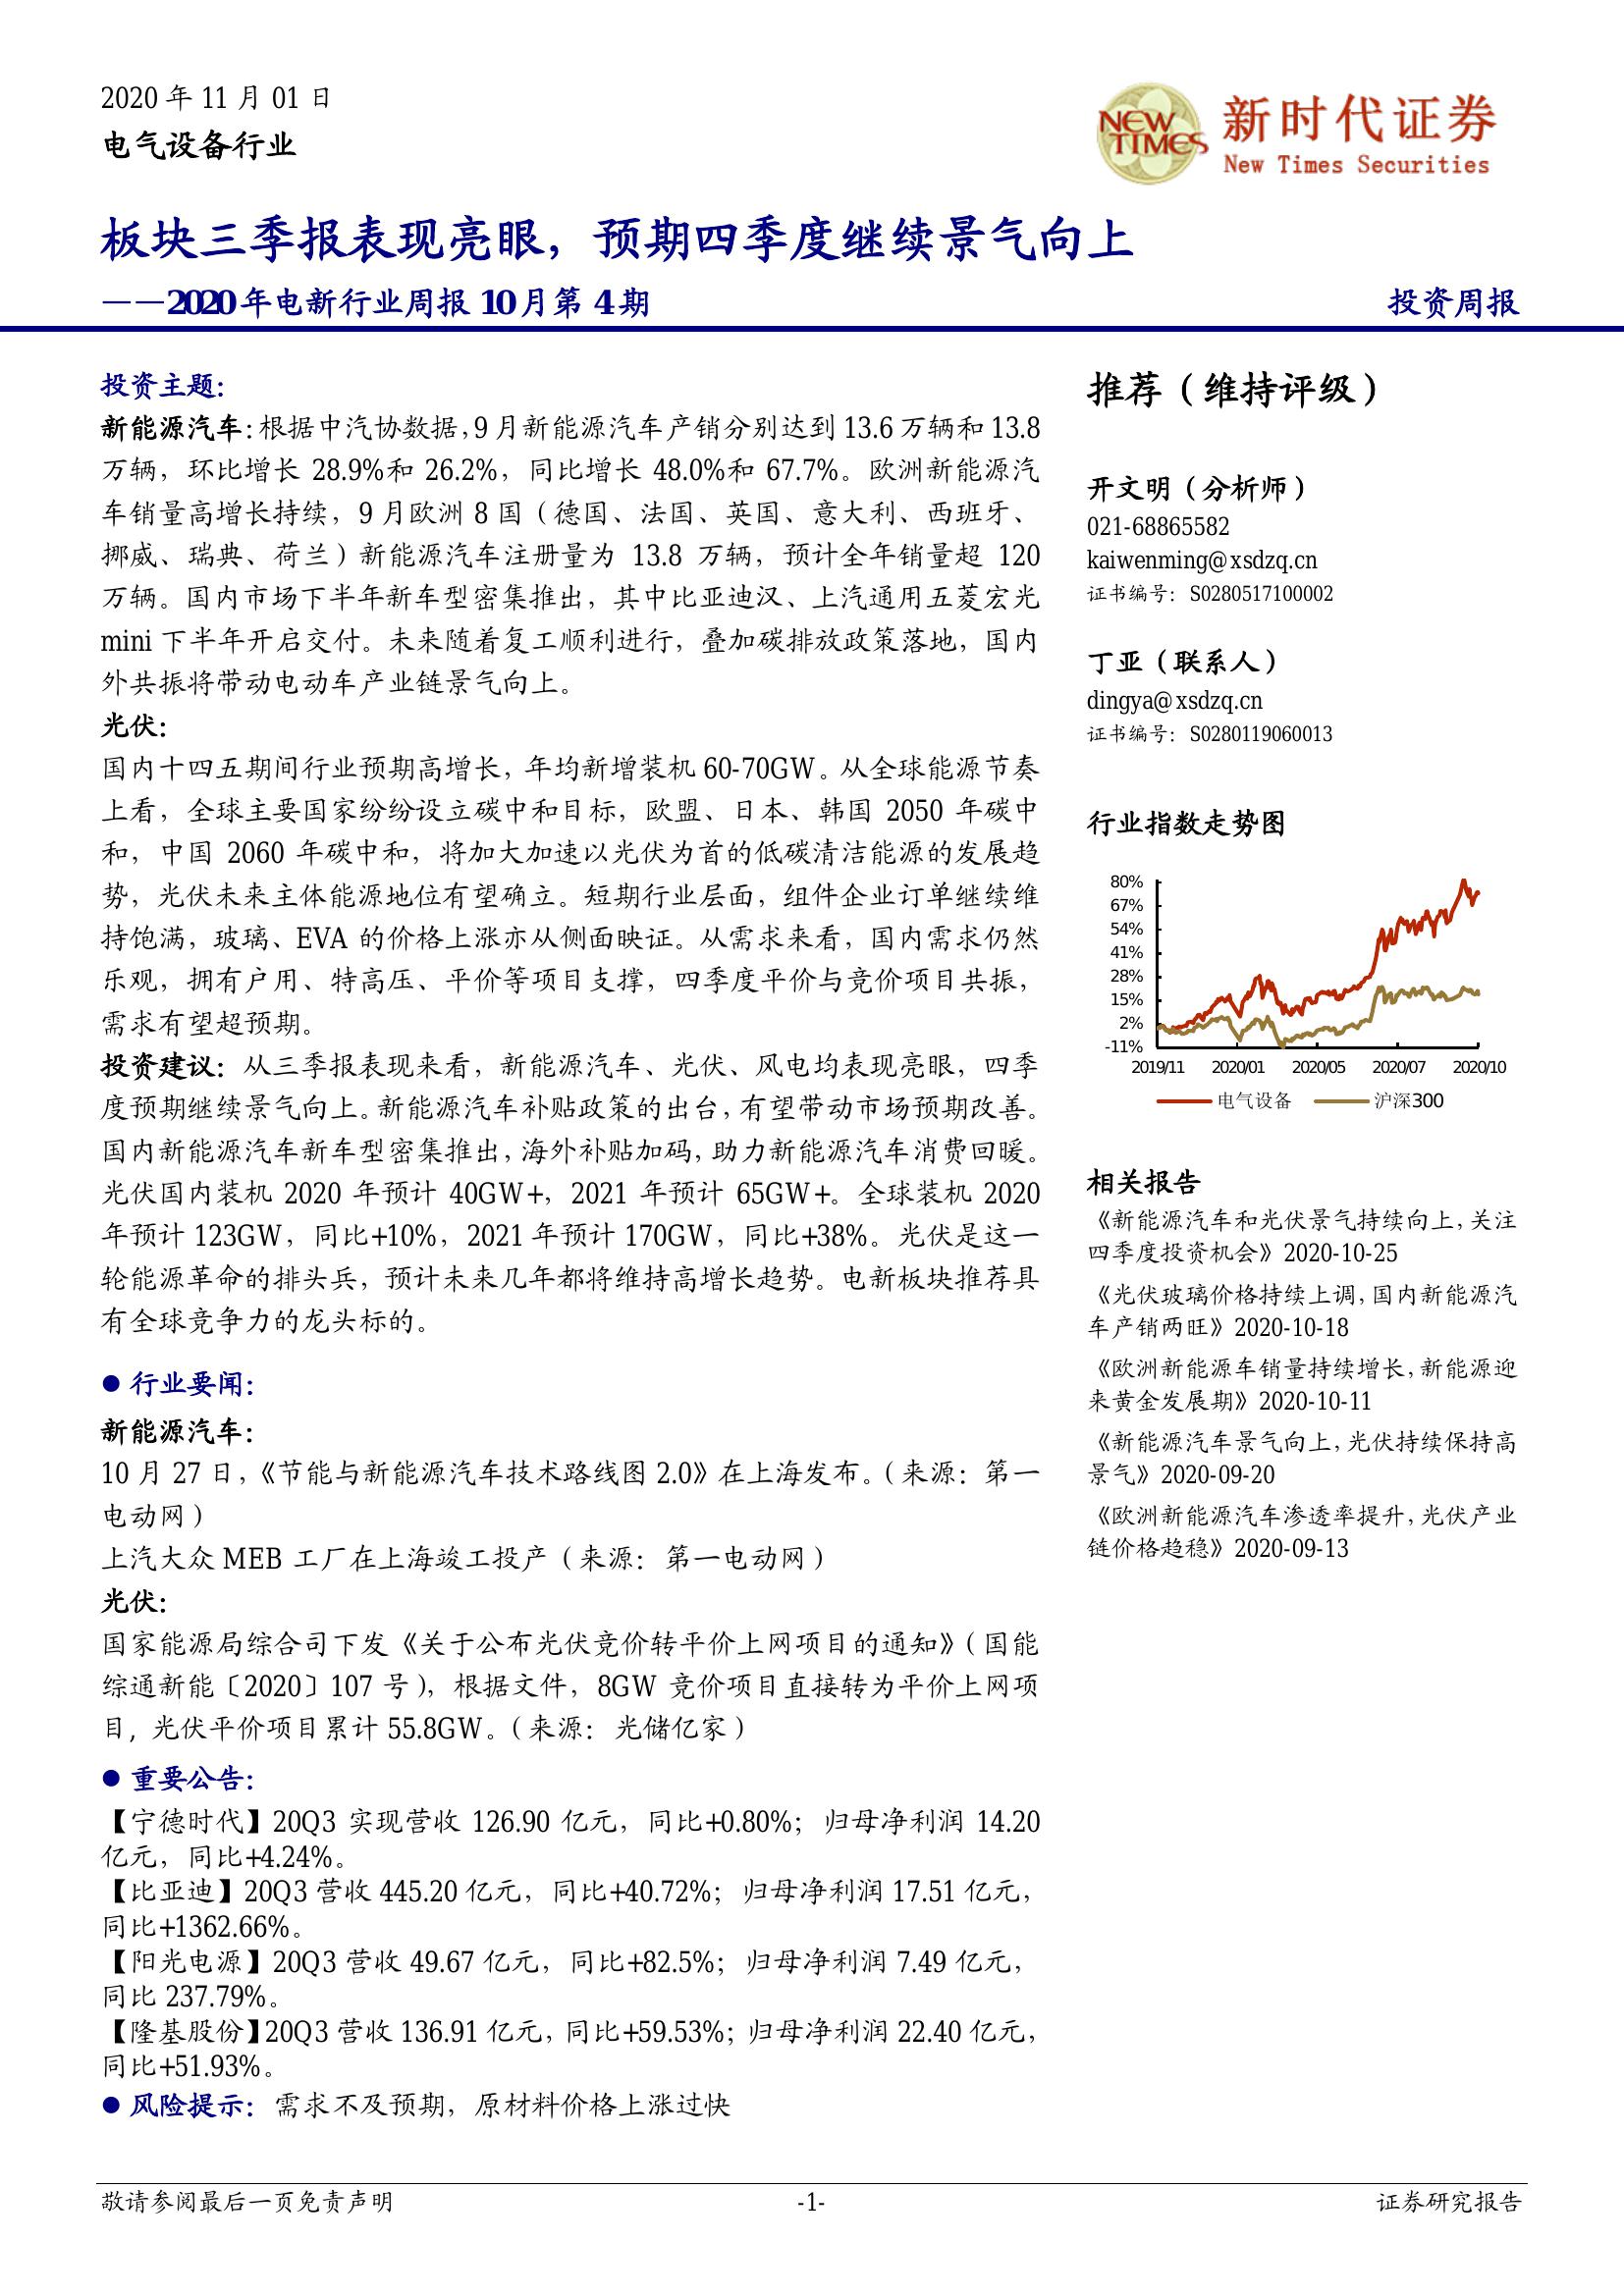 2020 年 11 月 01 日
电气设备行业
NEW TIMES
新时代证券
New Times Securities
板块三季报表现亮眼，预期四季度继续景气向上
——2020年电新行业周报 10月第 4期
投资周报
投资主题：
新能源汽车：根据中汽协数据，9 月新能源汽车产销分别达到 13.6 万辆和 13.8
万辆，环比增长 28.9%和 26.2%，同比增长 48.0%和 67.7%。欧洲新能源汽
车销量高增长持续，9 月欧洲 8 国（德国、法国、英国、意大利、西班牙、
挪威、瑞典、荷兰）新能源汽车注册量为 13.8 万辆，预计全年销量超 120
万辆。国内市场下半年新车型密集推出，其中比亚迪汉、上汽通用五菱宏光
mini 下半年开启交付。未来随着复工顺利进行，叠加碳排放政策落地，国内
外共振将带动电动车产业链景气向上。
光伏：
国内十四五期间行业预期高增长，年均新增装机 60-70GW。从全球能源节奏
上看，全球主要国家纷纷设立碳中和目标，欧盟、日本、韩国 2050 年碳中
和，中国 2060 年碳中和，将加大加速以光伏为首的低碳清洁能源的发展趋
势，光伏未来主体能源地位有望确立。短期行业层面，组件企业订单继续维
持饱满，玻璃、EVA 的价格上涨亦从侧面映证。从需求来看，国内需求仍然
乐观，拥有户用、特高压、平价等项目支撑，四季度平价与竞价项目共振，
需求有望超预期。
投资建议：从三季报表现来看，新能源汽车、光伏、风电均表现亮眼，四季
度预期继续景气向上。新能源汽车补贴政策的出台，有望带动市场预期改善。
国内新能源汽车新车型密集推出，海外补贴加码，助力新能源汽车消费回暖。
光伏国内装机 2020 年预计 40GW+，2021 年预计 65GW+。全球装机 2020
年预计 123GW，同比+10%，2021 年预计 170GW，同比+38%。光伏是这一
轮能源革命的排头兵，预计未来几年都将维持高增长趋势。电新板块推荐具
有全球竞争力的龙头标的。
● 行业要闻：
新能源汽车：
10 月 27 日，《节能与新能源汽车技术路线图 2.0》在上海发布。（来源：第一
电动网）
上汽大众 MEB 工厂在上海竣工投产（来源：第一电动网）
光伏：
国家能源局综合司下发《关于公布光伏竞价转平价上网项目的通知》（国能
综通新能〔2020〕107 号），根据文件，8GW 竞价项目直接转为平价上网项
目，光伏平价项目累计 55.8GW。（来源：光储亿家）
● 重要公告：
【宁德时代】20Q3 实现营收 126.90 亿元，同比+0.80%；归母净利润 14.20
亿元，同比+4.24%。
【比亚迪】20Q3 营收 445.20 亿元，同比+40.72%；归母净利润 17.51 亿元，
同比+1362.66%。
【阳光电源】20Q3 营收 49.67 亿元，同比+82.5%；归母净利润 7.49 亿元，
同比 237.79%。
【隆基股份】20Q3 营收 136.91 亿元，同比+59.53%；归母净利润 22.40 亿元，
同比+51.93%。
● 风险提示：需求不及预期，原材料价格上涨过快
推荐（维持评级）
开文明（分析师）
021-68865582
kaiwenming@xsdzq.cn
证书编号：S0280517100002
丁亚（联系人）
dingya@xsdzq.cn
证书编号：S0280119060013
行业指数走势图
80%
67%
54%
41%
28%
15%
2%
-11%
2019/11 2020/01 2020/05 2020/07 2020/10
电气设备 沪深300
相关报告
《新能源汽车和光伏景气持续向上，关注
四季度投资机会》2020-10-25
《光伏玻璃价格持续上调，国内新能源汽
车产销两旺》2020-10-18
《欧洲新能源车销量持续增长，新能源迎
来黄金发展期》2020-10-11
《新能源汽车景气向上，光伏持续保持高
景气》2020-09-20
《欧洲新能源汽车渗透率提升，光伏产业
链价格趋稳》2020-09-13
敬请参阅最后一页免责声明
-1-
证券研究报告